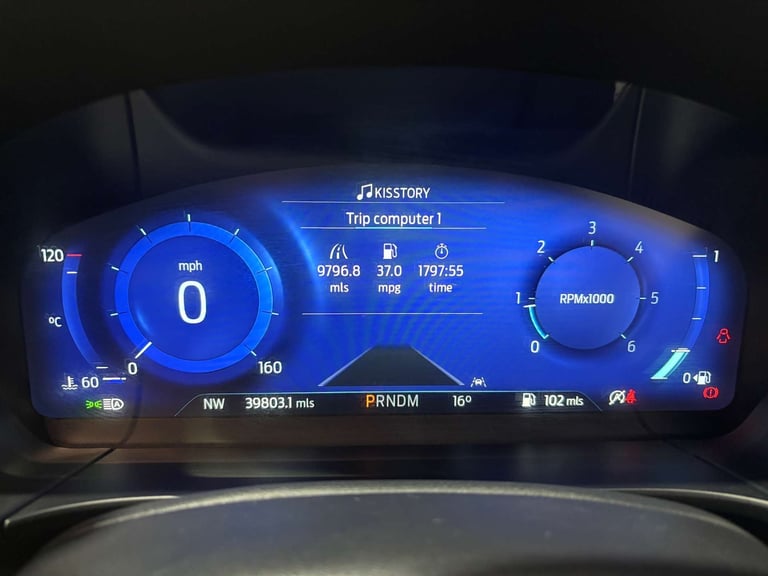 KISSTORY
Trip computer 1
9796.8 37.0 1797:55
mls mpg time
120
°C
60
mph
0
0 160
RPMx1000
0 1 2 3 4 5 6
1
0
NW 39803.1 mls PRNDM 16° 102 mls